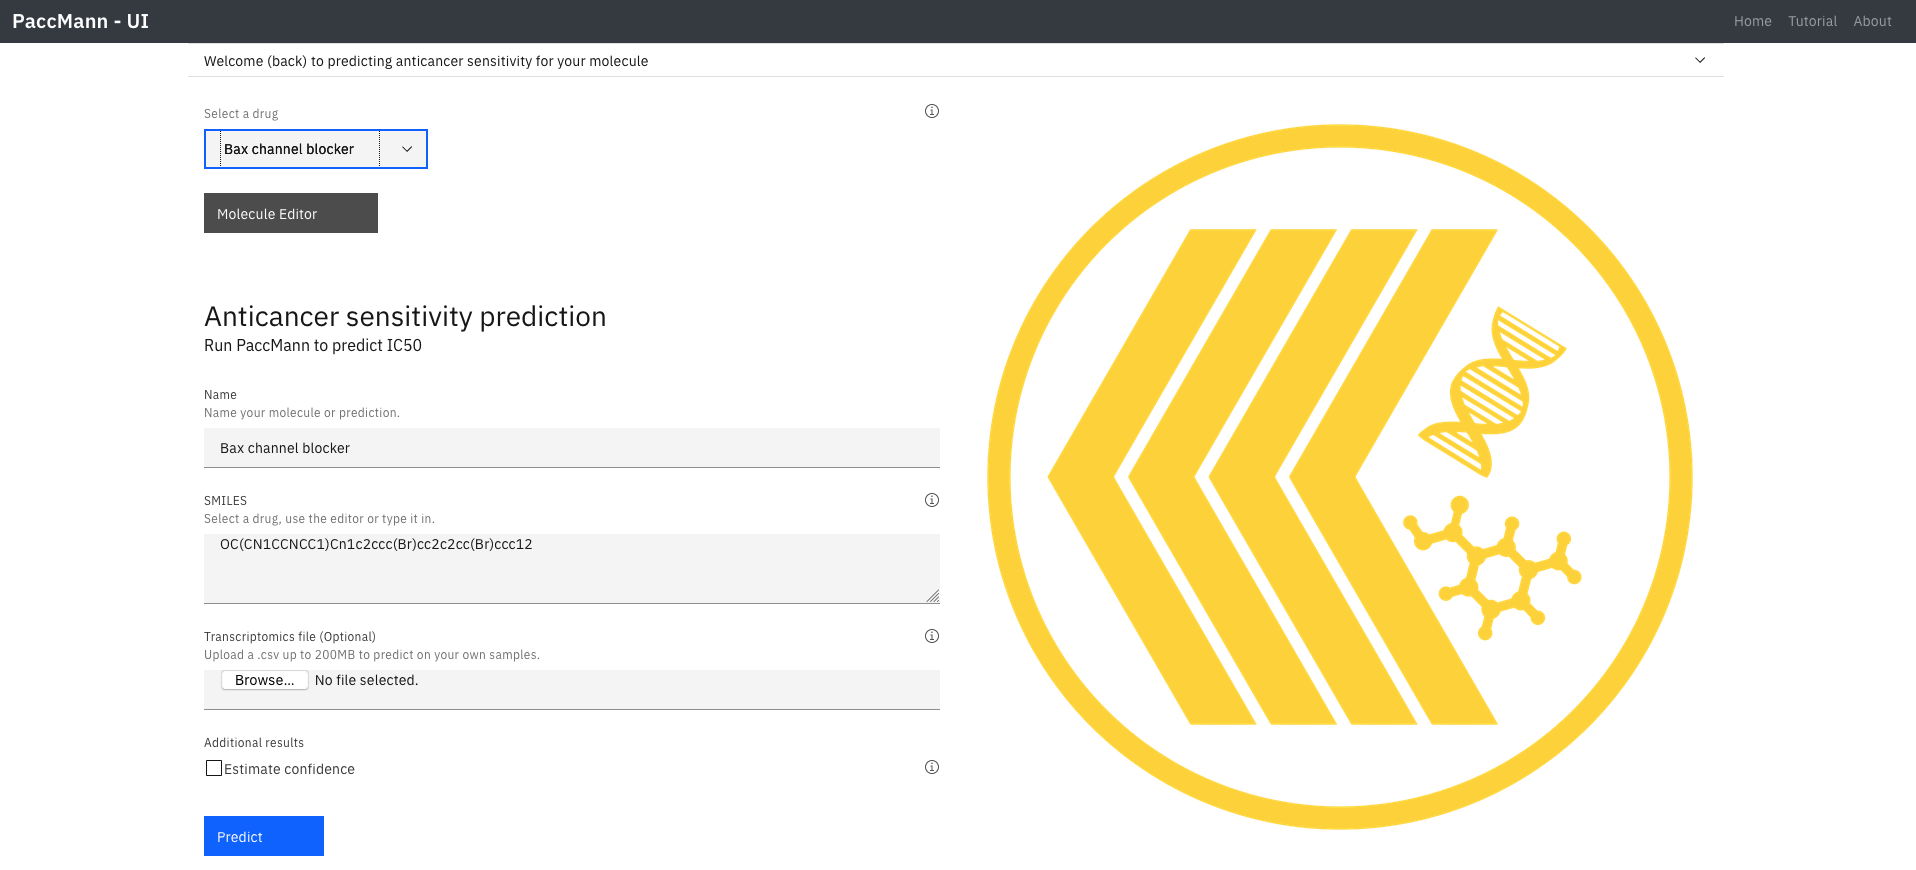 PaccMann - UI
Home Tutorial About
Welcome (back) to predicting anticancer sensitivity for your molecule
Select a drug
Bax channel blocker
Molecule Editor
Anticancer sensitivity prediction
Run PaccMann to predict IC50
Name
Name your molecule or prediction.
Bax channel blocker
SMILES
Select a drug, use the editor or type it in.
OC(CN1CCNCC1)Cn1c2ccc(Br)cc2c2cc(Br)ccc12
Transcriptomics file (Optional)
Upload a .csv up to 200MB to predict on your own samples.
Browse... No file selected.
Additional results
Estimate confidence
Predict